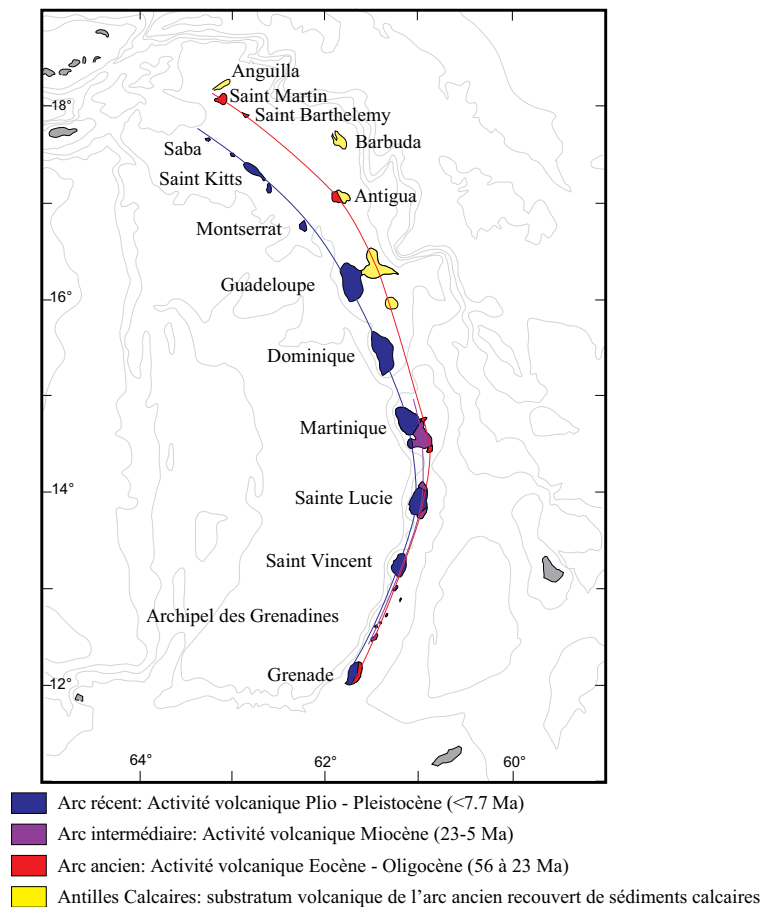 Anguilla
18°
Saint Martin
Saint Barthelemy
Saba
Barbuda
Saint Kitts
Antigua
Montserrat
Guadeloupe
16°
Dominique
Martinique
14°
Sainte Lucie
Saint Vincent
Archipel des Grenadines
Grenade
12°
64°
62°
60°
Arc récent: Activité volcanique Plio - Pleistocène (<7.7 Ma)
Arc intermédiaire: Activité volcanique Miocène (23-5 Ma)
Arc ancien: Activité volcanique Eocène - Oligocène (56 à 23 Ma)
Antilles Calcaires: substratum volcanique de l'arc ancien recouvert de sédiments calcaires